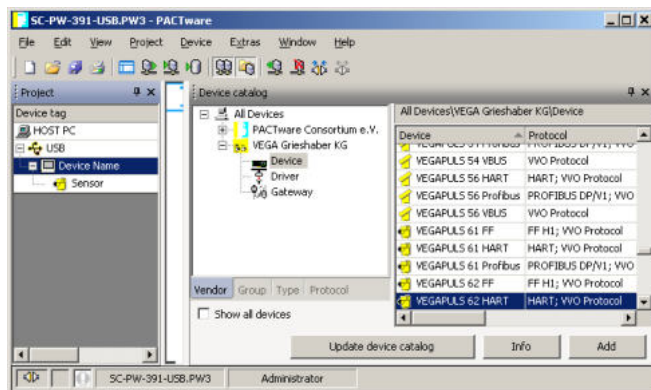 SC-PW-391-USB.PW3 - PACTware
File Edit View Project Device Extras Window Help
Project
Device tag
HOST PC
USB
Device Name
Sensor
Device catalog
All Devices
PACTware Consortium e.V.
VEGA Grieshaber KG
Device
Driver
Gateway
Vendor Group Type Protocol
Show all devices
All Devices\VEGA Grieshaber KG\Device
Device Protocol
VEGAPULS 54 VBUS VVO Protocol
VEGAPULS 56 HART HART; VVO Protocol
VEGAPULS 56 Profibus PROFIBUS DP/V1; VVO
VEGAPULS 56 VBUS VVO Protocol
VEGAPULS 61 FF FF H1; VVO Protocol
VEGAPULS 61 HART HART; VVO Protocol
VEGAPULS 61 Profibus PROFIBUS DP/V1; VVO
VEGAPULS 62 FF FF H1; VVO Protocol
VEGAPULS 62 HART HART; VVO Protocol
Update device catalog Info Add
SC-PW-391-USB.PW3 Administrator